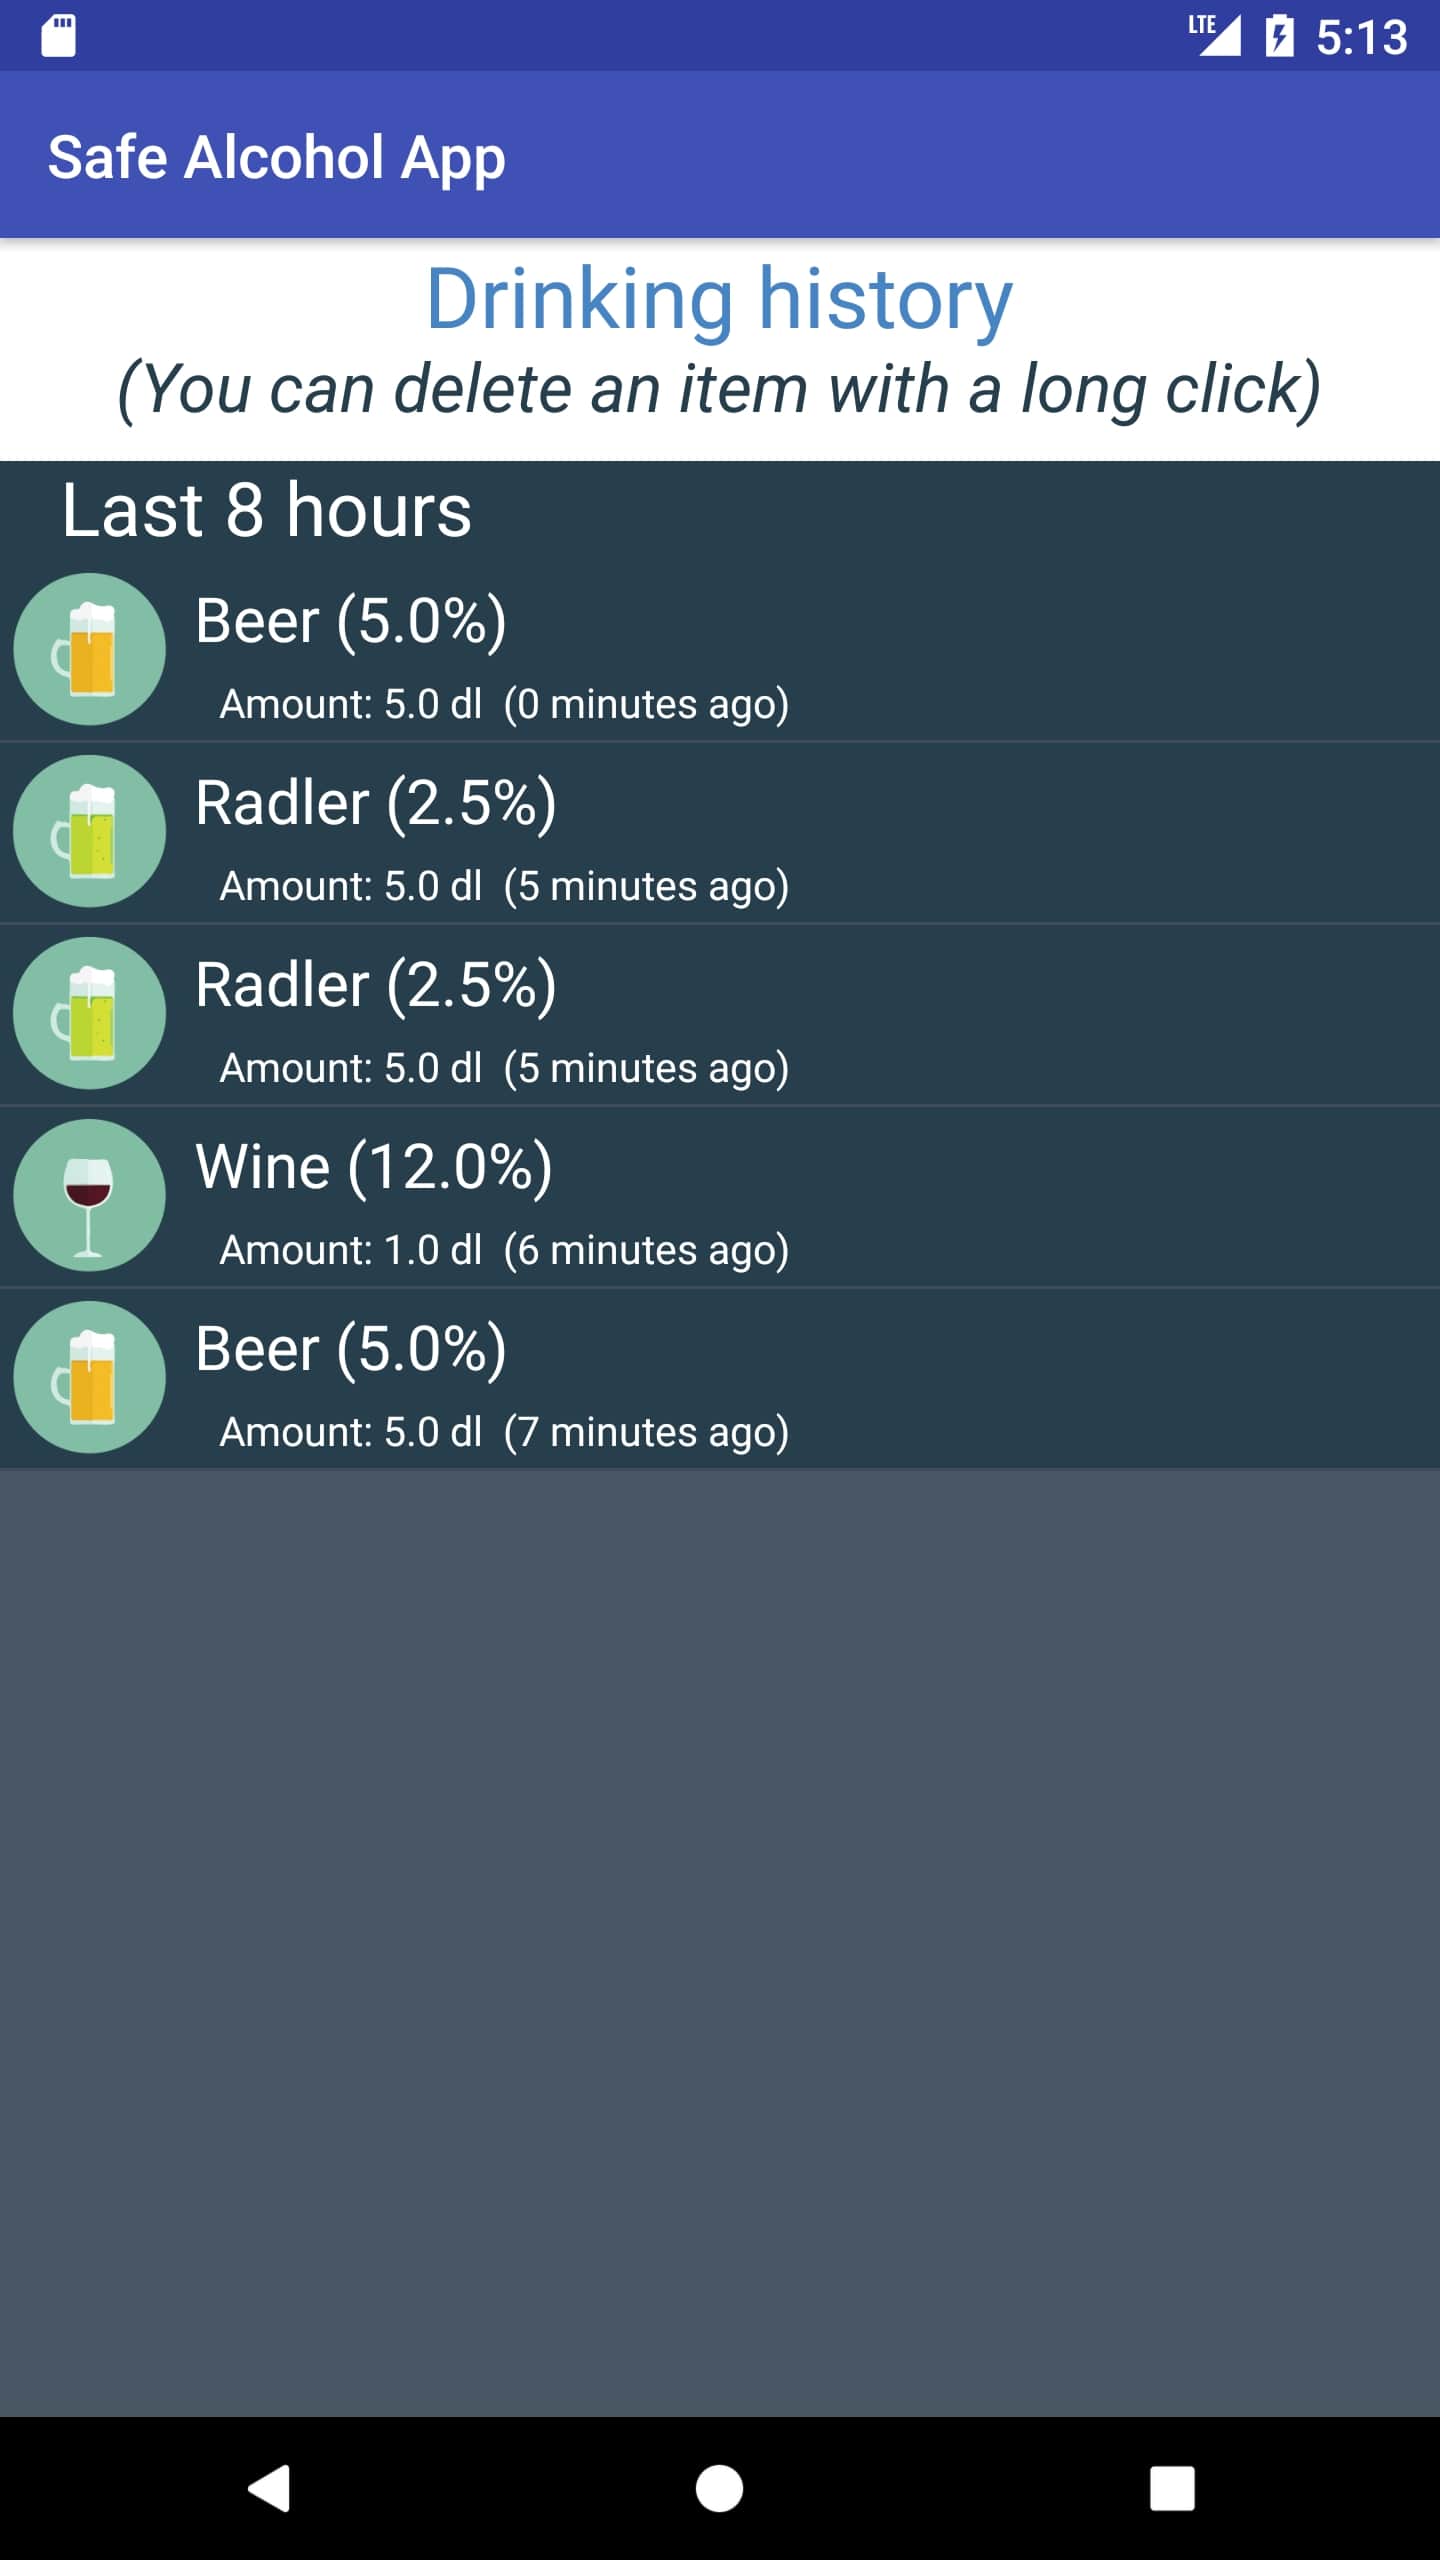 LTE 5:13
Safe Alcohol App
Drinking history
(You can delete an item with a long click)
Last 8 hours
Beer (5.0%)
Amount: 5.0 dl (0 minutes ago)
Radler (2.5%)
Amount: 5.0 dl (5 minutes ago)
Radler (2.5%)
Amount: 5.0 dl (5 minutes ago)
Wine (12.0%)
Amount: 1.0 dl (6 minutes ago)
Beer (5.0%)
Amount: 5.0 dl (7 minutes ago)